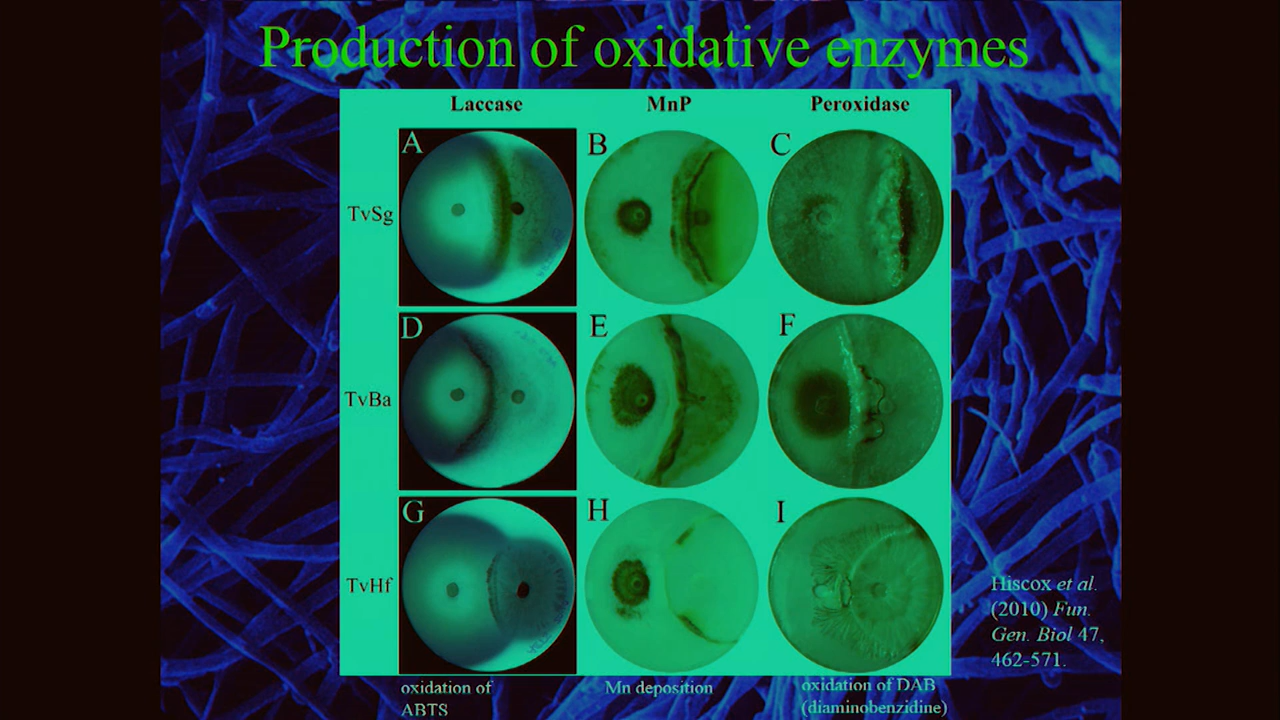 Production of oxidative enzymes
Laccase MnP Peroxidase
A B C
TvSg
D E F
TvBa
G H I
TvHf
Hiscox et al.
(2010) Fun.
Gen. Biol 47,
462-571.
oxidation of
ABTS
Mn deposition
oxidation of DAB
(diaminobenzidine)